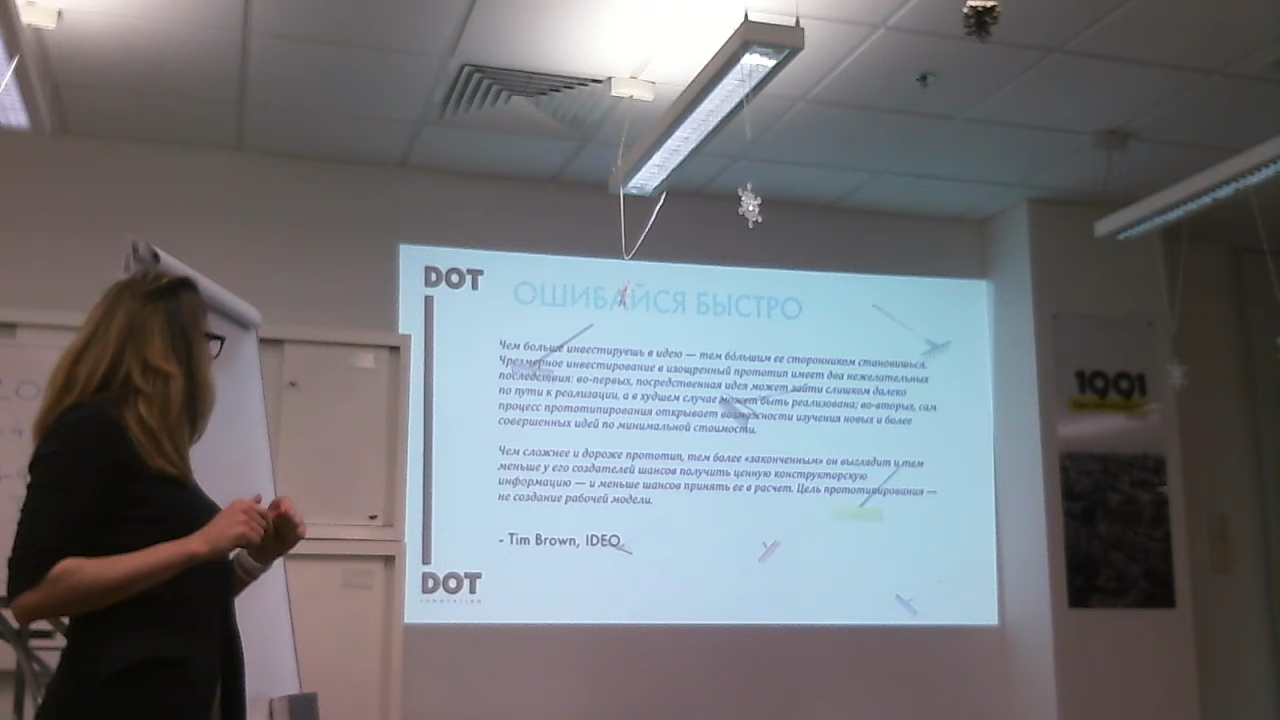 DOT
ОШИБАЙСЯ БЫСТРО
Чем больше инвестируешь в идею — тем бо́льшим ее сторонником становишься.
Чрезмерное инвестирование в изощренный прототип имеет два нежелательных
последствия: во-первых, посредственная идея может зайти слишком далеко
по пути к реализации, а в худшем случае может быть реализована; во-вторых, сам
процесс прототипирования открывает возможности изучения новых и более
совершенных идей по минимальной стоимости.
Чем сложнее и дороже прототип, тем более «законченным» он выглядит и тем
меньше у его создателей шансов получить ценную конструкторскую
информацию — и меньше шансов принять ее в расчет. Цель прототипирования —
не создание рабочей модели.
- Tim Brown, IDEO
DOT
1991